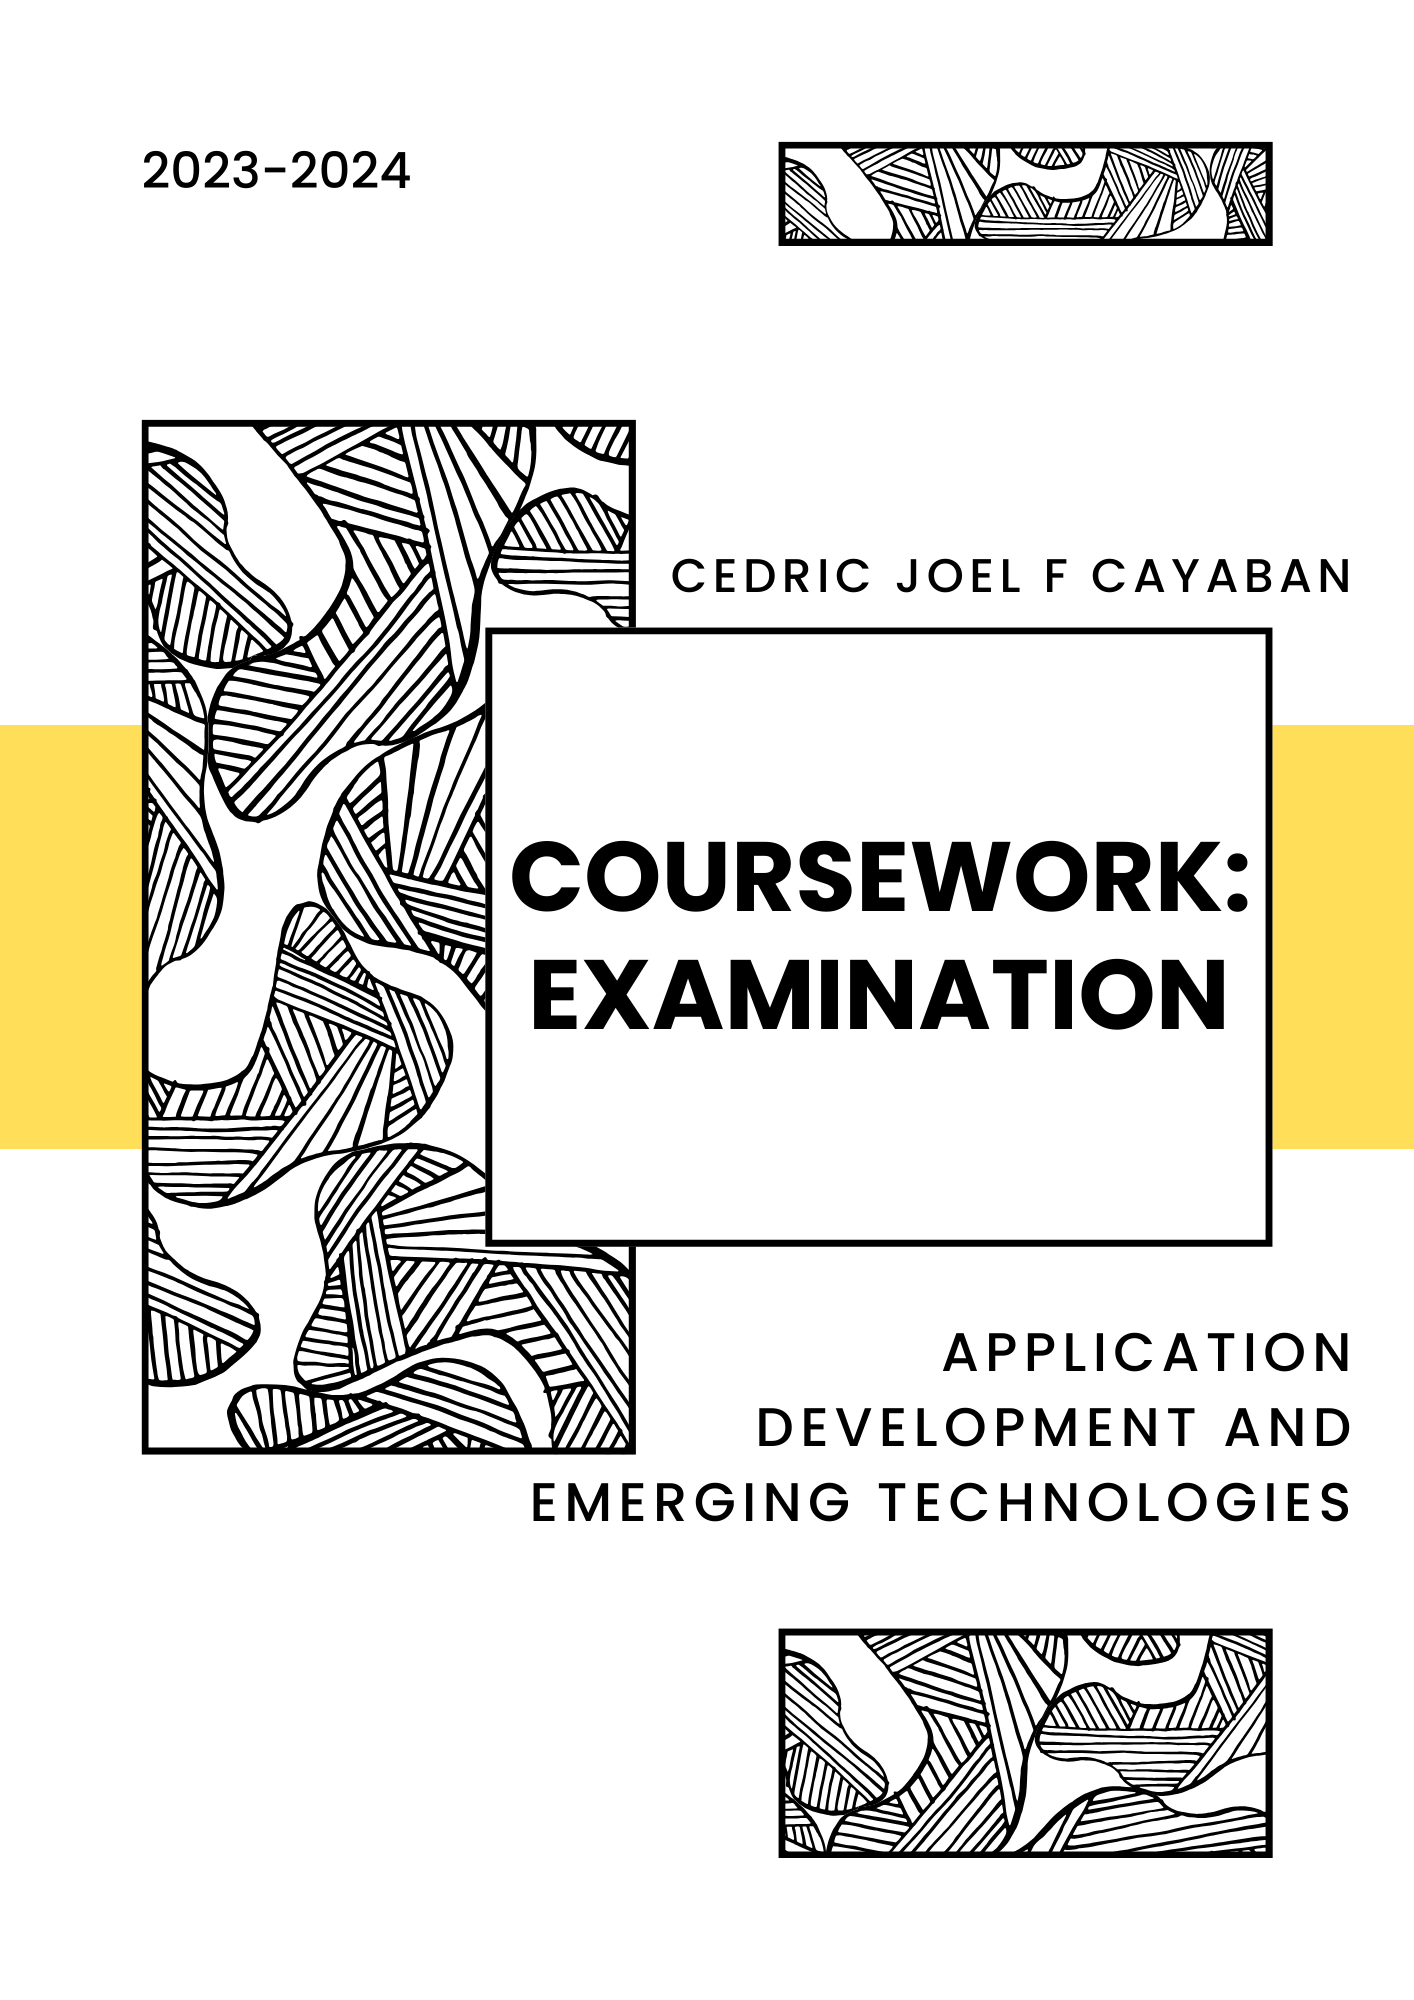 2023-2024
CEDRIC JOEL F CAYABAN
COURSEWORK:
EXAMINATION
APPLICATION
DEVELOPMENT AND
EMERGING TECHNOLOGIES